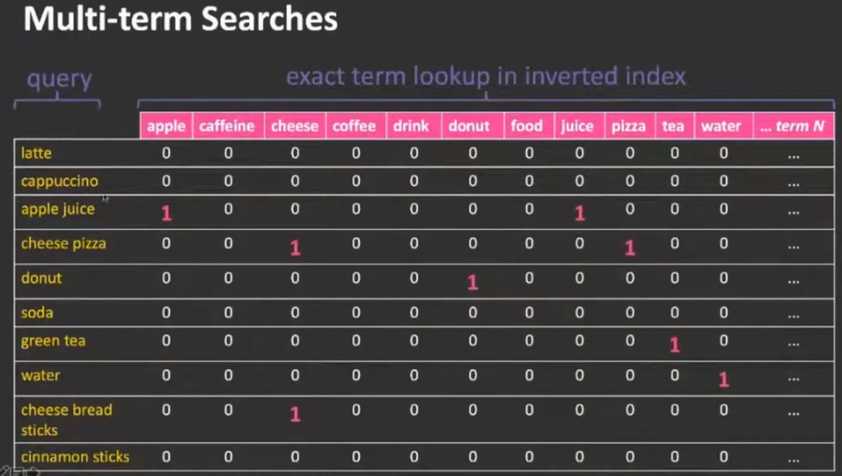 Multi-term Searches
query exact term lookup in inverted index
apple caffeine cheese coffee drink donut food juice pizza tea water ... term N
latte 0 0 0 0 0 0 0 0 0 0 0 ...
cappuccino 0 0 0 0 0 0 0 0 0 0 0 ...
apple juice 1 0 0 0 0 0 0 1 0 0 0 ...
cheese pizza 0 0 1 0 0 0 0 0 1 0 0 ...
donut 0 0 0 0 0 1 0 0 0 0 0 ...
soda 0 0 0 0 0 0 0 0 0 0 0 ...
green tea 0 0 0 0 0 0 0 0 0 1 0 ...
water 0 0 0 0 0 0 0 0 0 0 1 ...
cheese bread 0 0 1 0 0 0 0 0 0 0 0 ...
sticks
cinnamon sticks 0 0 0 0 0 0 0 0 0 0 0 ...